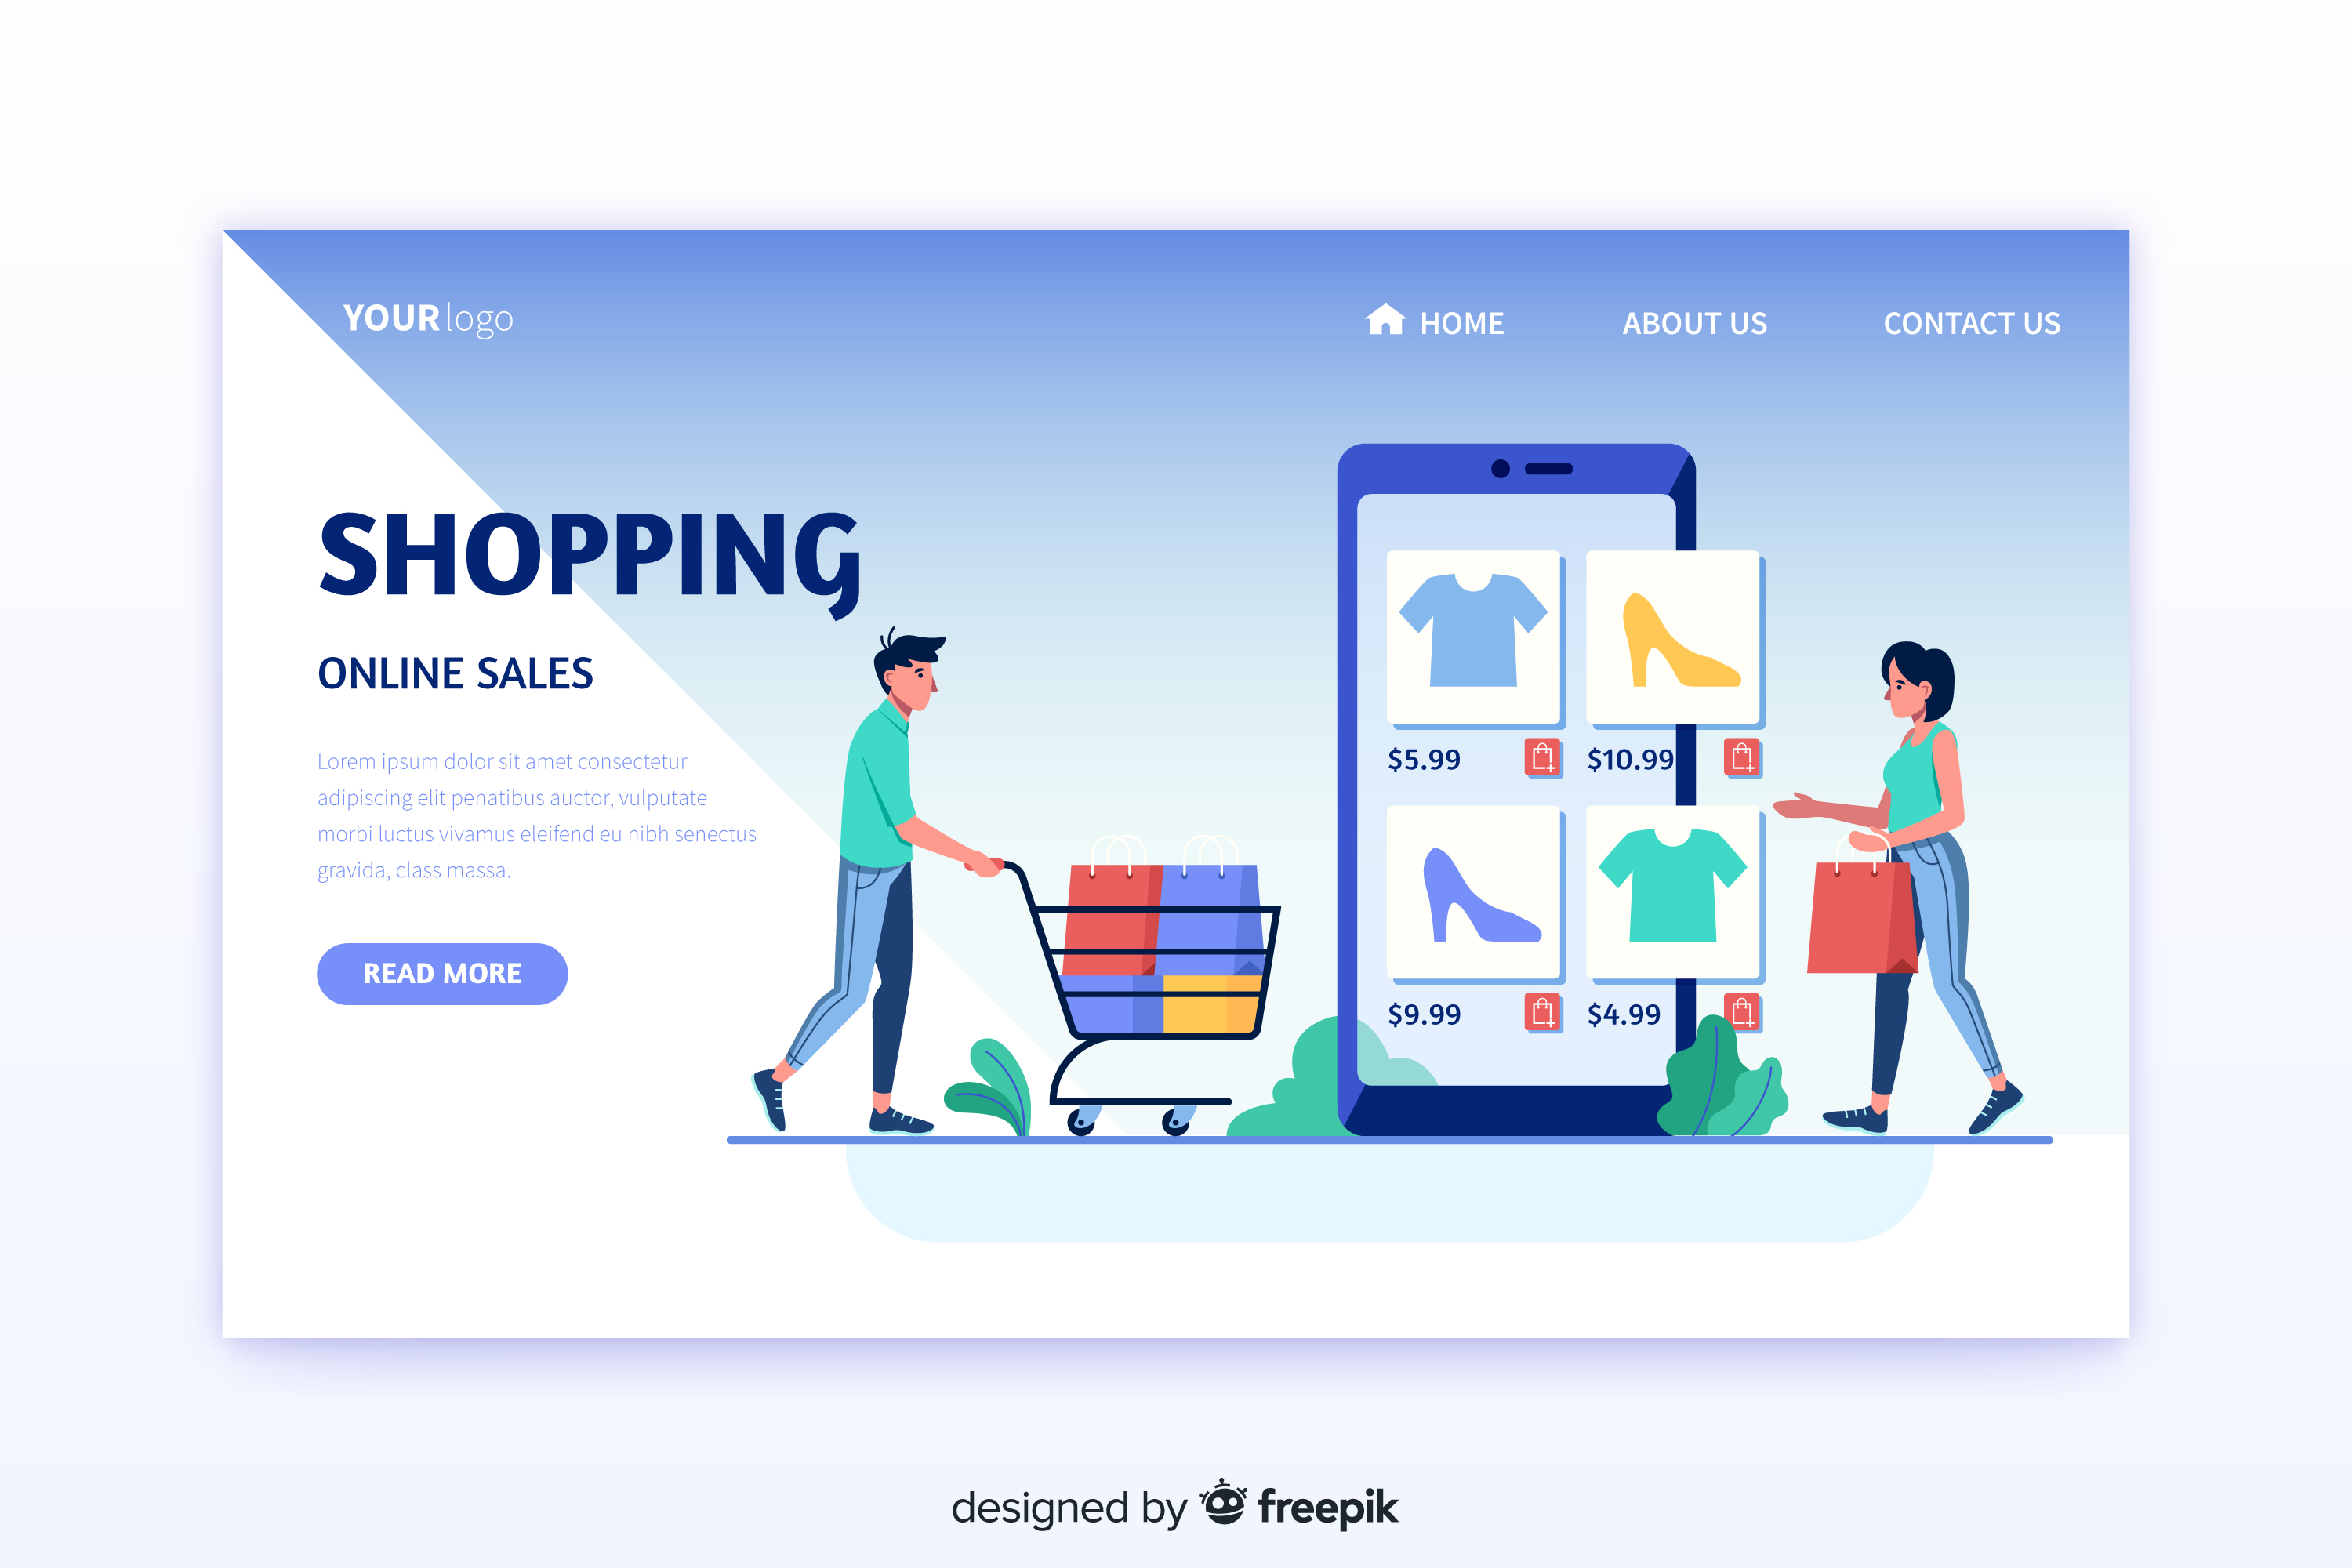 YOURlogo
HOME
ABOUT US
CONTACT US
SHOPPING
ONLINE SALES
Lorem ipsum dolor sit amet consectetur
adipiscing elit penatibus auctor, vulputate
morbi luctus vivamus eleifend eu nibh senectus
gravida, class massa.
READ MORE
$5.99
$10.99
$9.99
$4.99
designed by freepik